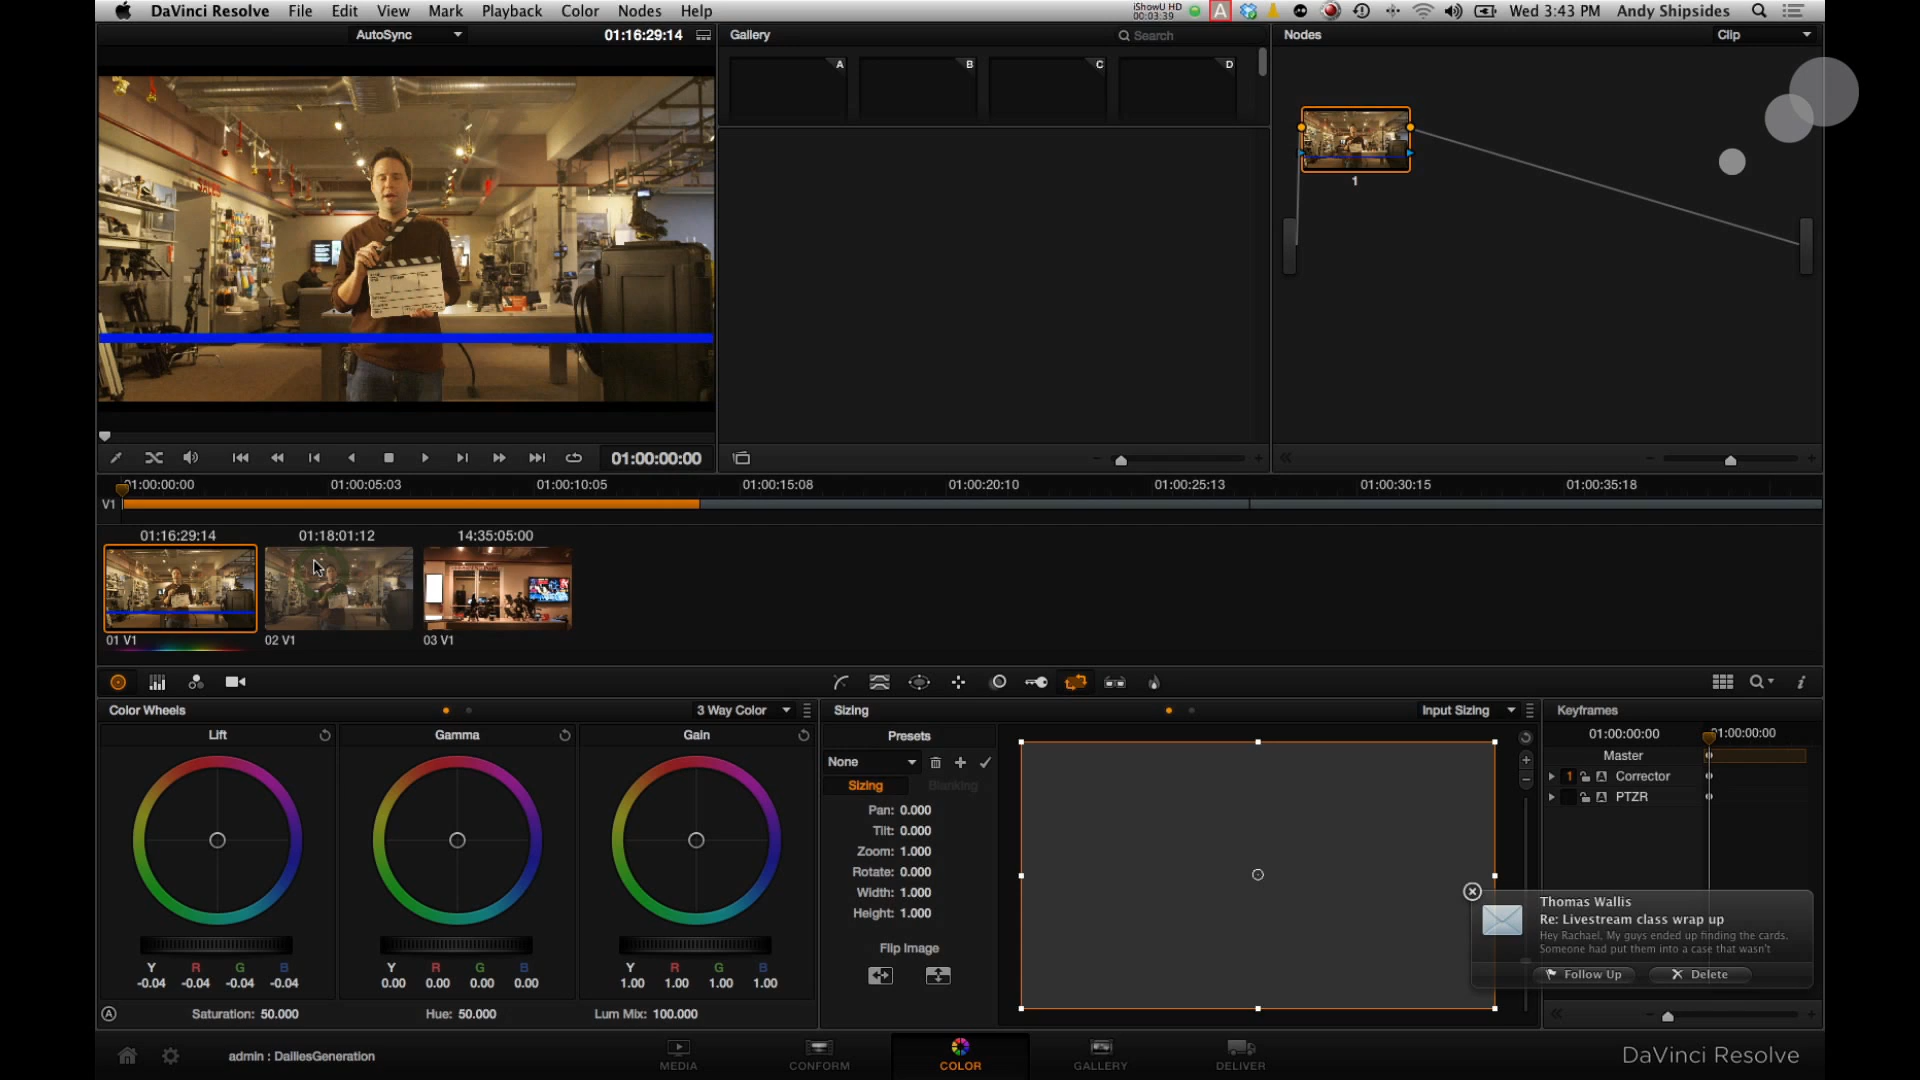 DaVinci Resolve File Edit View Mark Playback Color Nodes Help iShowU HD 00:03:39 A Wed 3:43 PM Andy Shipsides
AutoSync 01:16:29:14 Gallery Search Nodes Clip
A B C D
1
01:00:00:00
01:00:00:00 01:00:05:03 01:00:10:05 01:00:15:08 01:00:20:10 01:00:25:13 01:00:30:15 01:00:35:18
V1
01:16:29:14 01:18:01:12 14:35:05:00
01 V1 02 V1 03 V1
Color Wheels 3 Way Color Sizing Input Sizing Keyframes
Lift Gamma Gain Presets 01:00:00:00 01:00:00:00
Master
None 1 A Corrector
Sizing Blanking A PTZR
Pan: 0.000
Tilt: 0.000
Zoom: 1.000
Rotate: 0.000
Width: 1.000
Height: 1.000
Flip Image
Thomas Wallis
Re: Livestream class wrap up
Hey Rachael, My guys ended up finding the cards.
Someone had put them into a case that wasn't
Follow Up Delete
Y R G B Y R G B Y R G B
-0.04 -0.04 -0.04 -0.04 0.00 0.00 0.00 0.00 1.00 1.00 1.00 1.00
A Saturation: 50.000 Hue: 50.000 Lum Mix: 100.000
admin : DailiesGeneration MEDIA CONFORM COLOR GALLERY DELIVER DaVinci Resolve